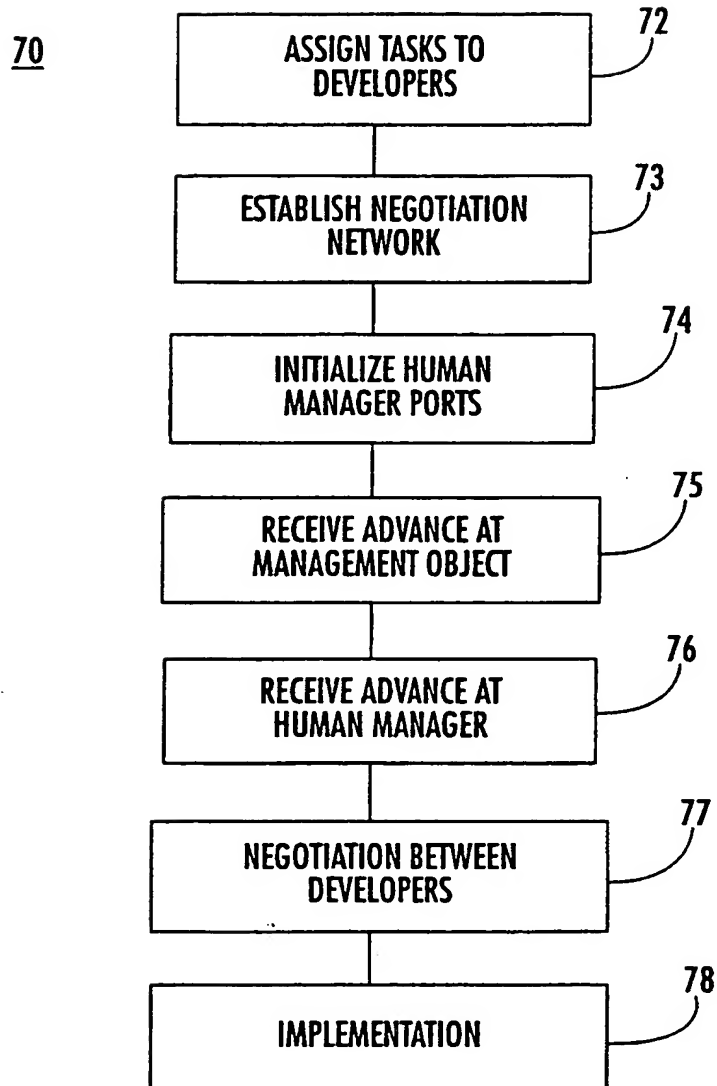 70
72
ASSIGN TASKS TO
DEVELOPERS
73
ESTABLISH NEGOTIATION
NETWORK
74
INITIALIZE HUMAN
MANAGER PORTS
75
RECEIVE ADVANCE AT
MANAGEMENT OBJECT
76
RECEIVE ADVANCE AT
HUMAN MANAGER
77
NEGOTIATION BETWEEN
DEVELOPERS
78
IMPLEMENTATION